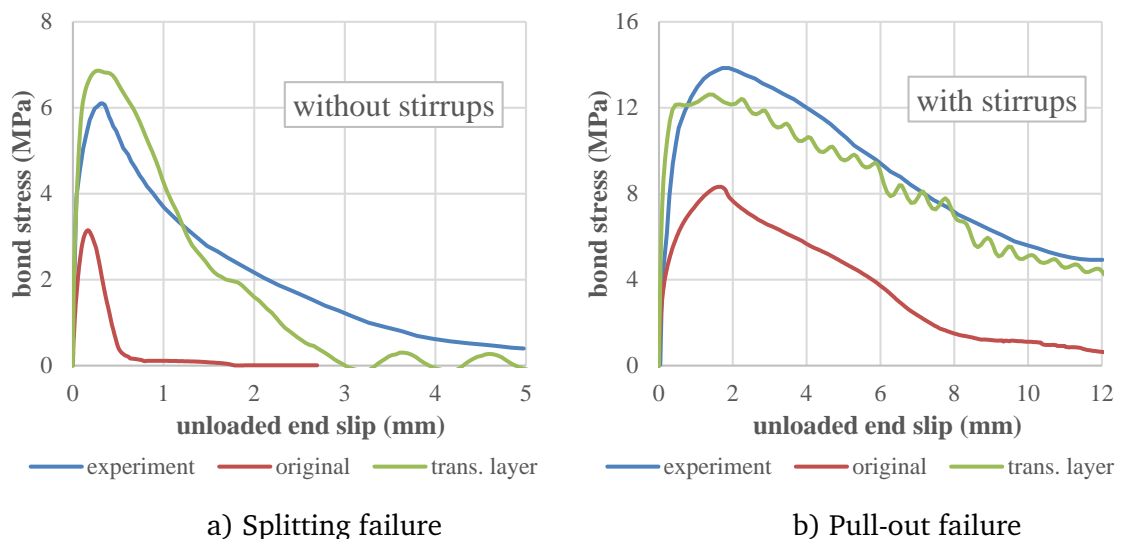 8
6
4
2
0
bond stress (MPa)
without stirrups
0 1 2 3 4 5
unloaded end slip (mm)
experiment original trans. layer
a) Splitting failure
16
12
8
4
0
bond stress (MPa)
with stirrups
0 2 4 6 8 10 12
unloaded end slip (mm)
experiment original trans. layer
b) Pull-out failure